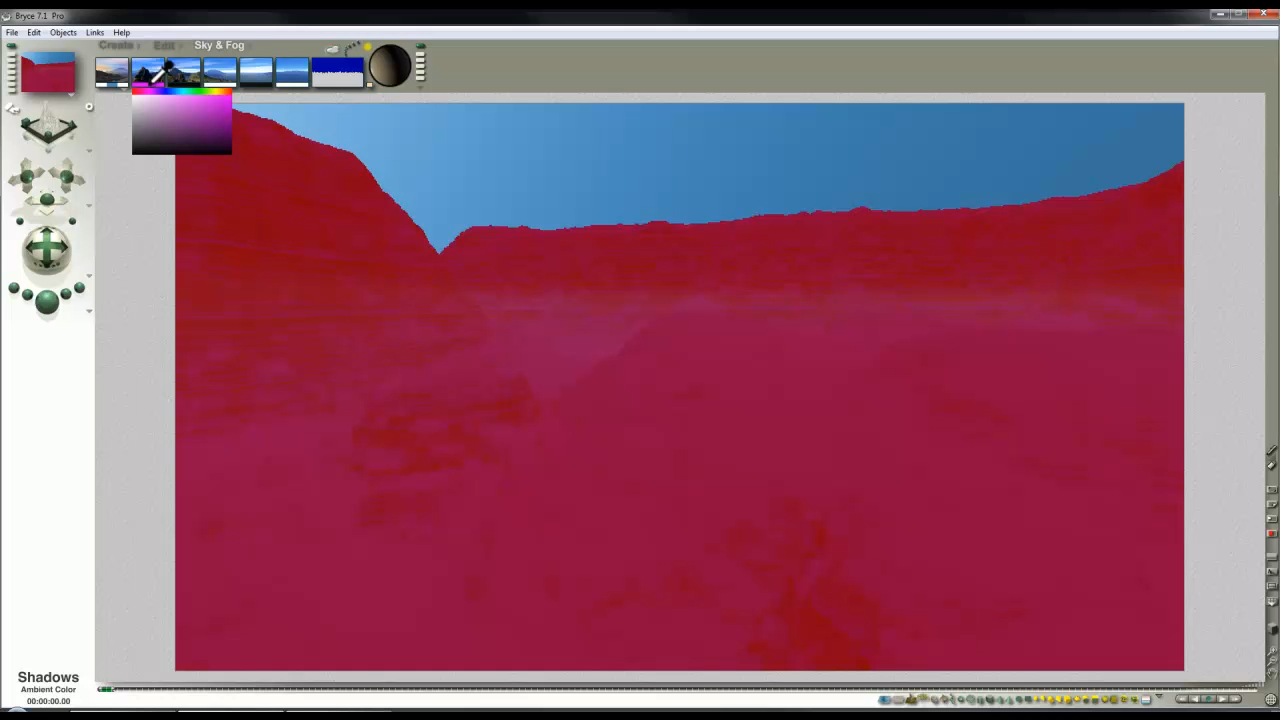 Bryce 7.1 Pro
File Edit Objects Links Help
Create Edit Sky & Fog
Shadows
Ambient Color
00:00:00.00